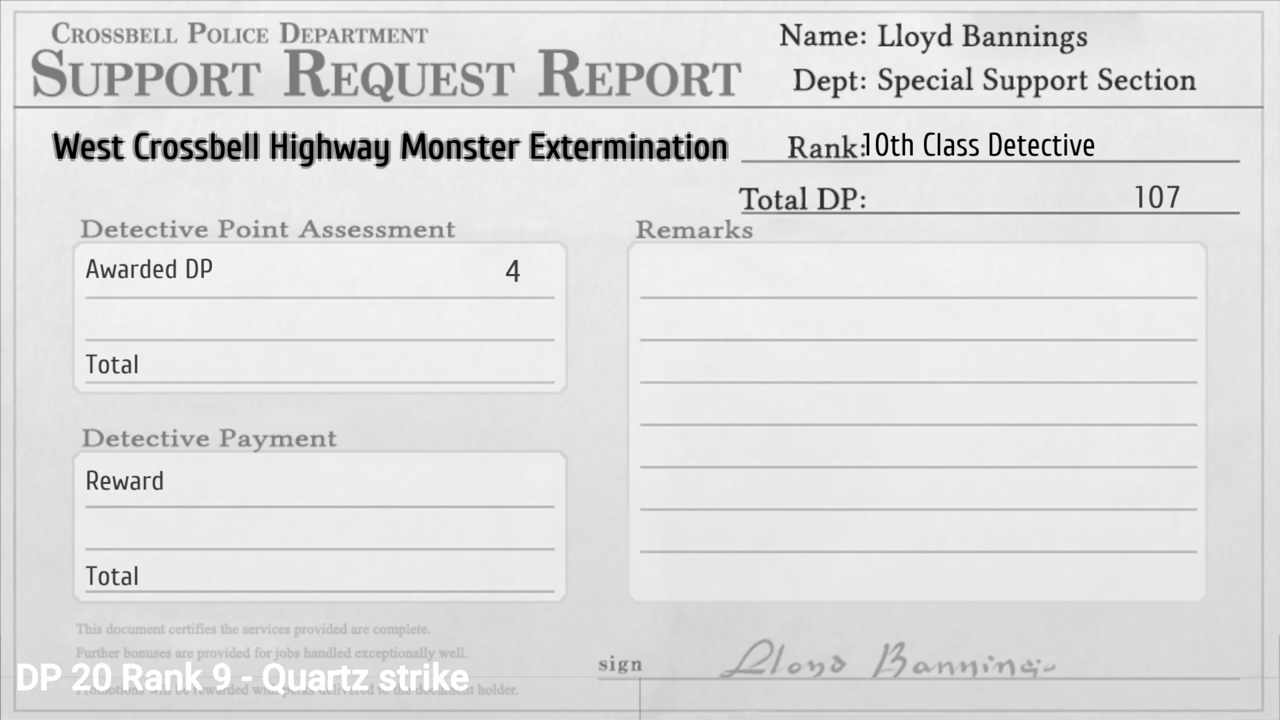 CROSSBELL POLICE DEPARTMENT
SUPPORT REQUEST REPORT
Name: Lloyd Bannings
Dept: Special Support Section
West Crossbell Highway Monster Extermination
Rank: 10th Class Detective
Total DP: 107
Detective Point Assessment
Awarded DP 4
Total
Remarks
Detective Payment
Reward
Total
This document certifies the services provided are complete.
Further bonuses are provided for jobs handled exceptionally well.
DP 20 Rank 9 - Quartz strike
document holder.
sign Lloyd Bannings